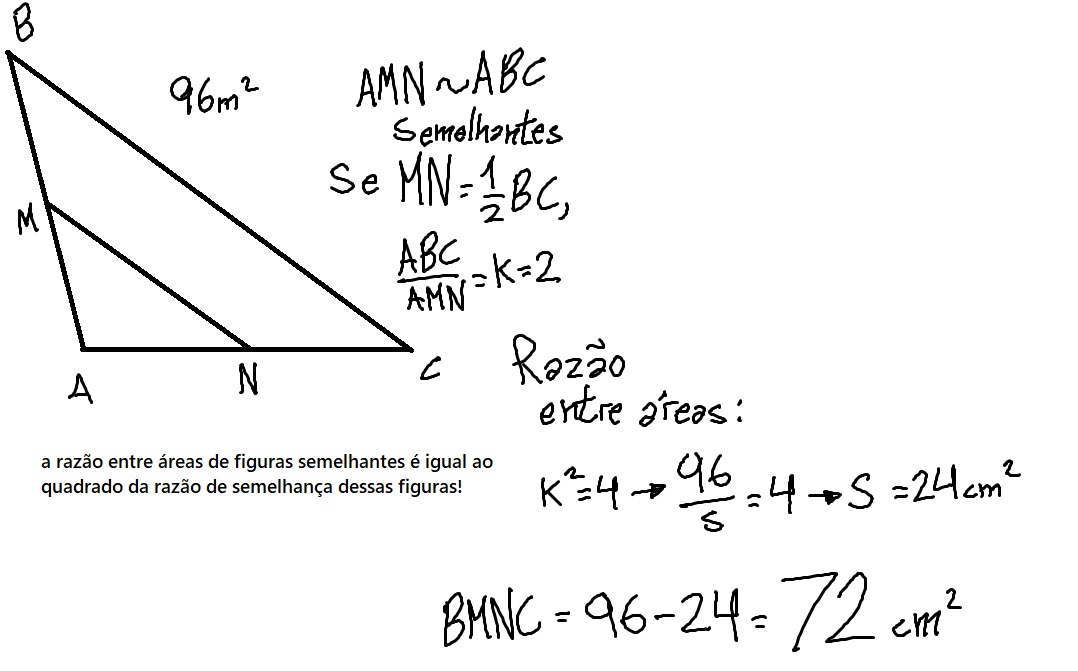 B
96m²
AMN ~ ABC
Semelhantes
Se MN = 1/2 BC,
M
ABC/AMN = K = 2
A
N
C
Razão
entre áreas:
a razão entre áreas de figuras semelhantes é igual ao
quadrado da razão de semelhança dessas figuras!
K² = 4 → 96/S = 4 → S = 24cm²
BMNC = 96 - 24 = 72 cm²